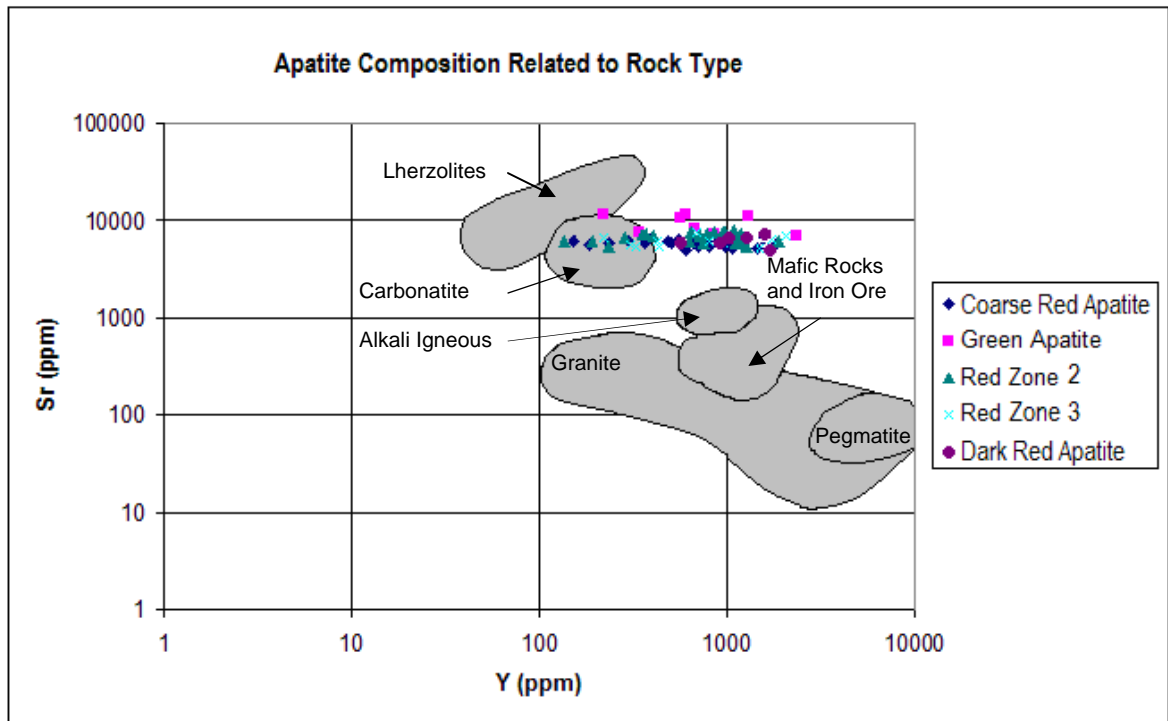 Apatite Composition Related to Rock Type
100000
10000
1000
100
10
1
Sr (ppm)
Lherzolites
Carbonatite
Alkali Igneous
Granite
Mafic Rocks
and Iron Ore
Pegmatite
1
10
100
1000
10000
Y (ppm)
Coarse Red Apatite
Green Apatite
Red Zone 2
Red Zone 3
Dark Red Apatite